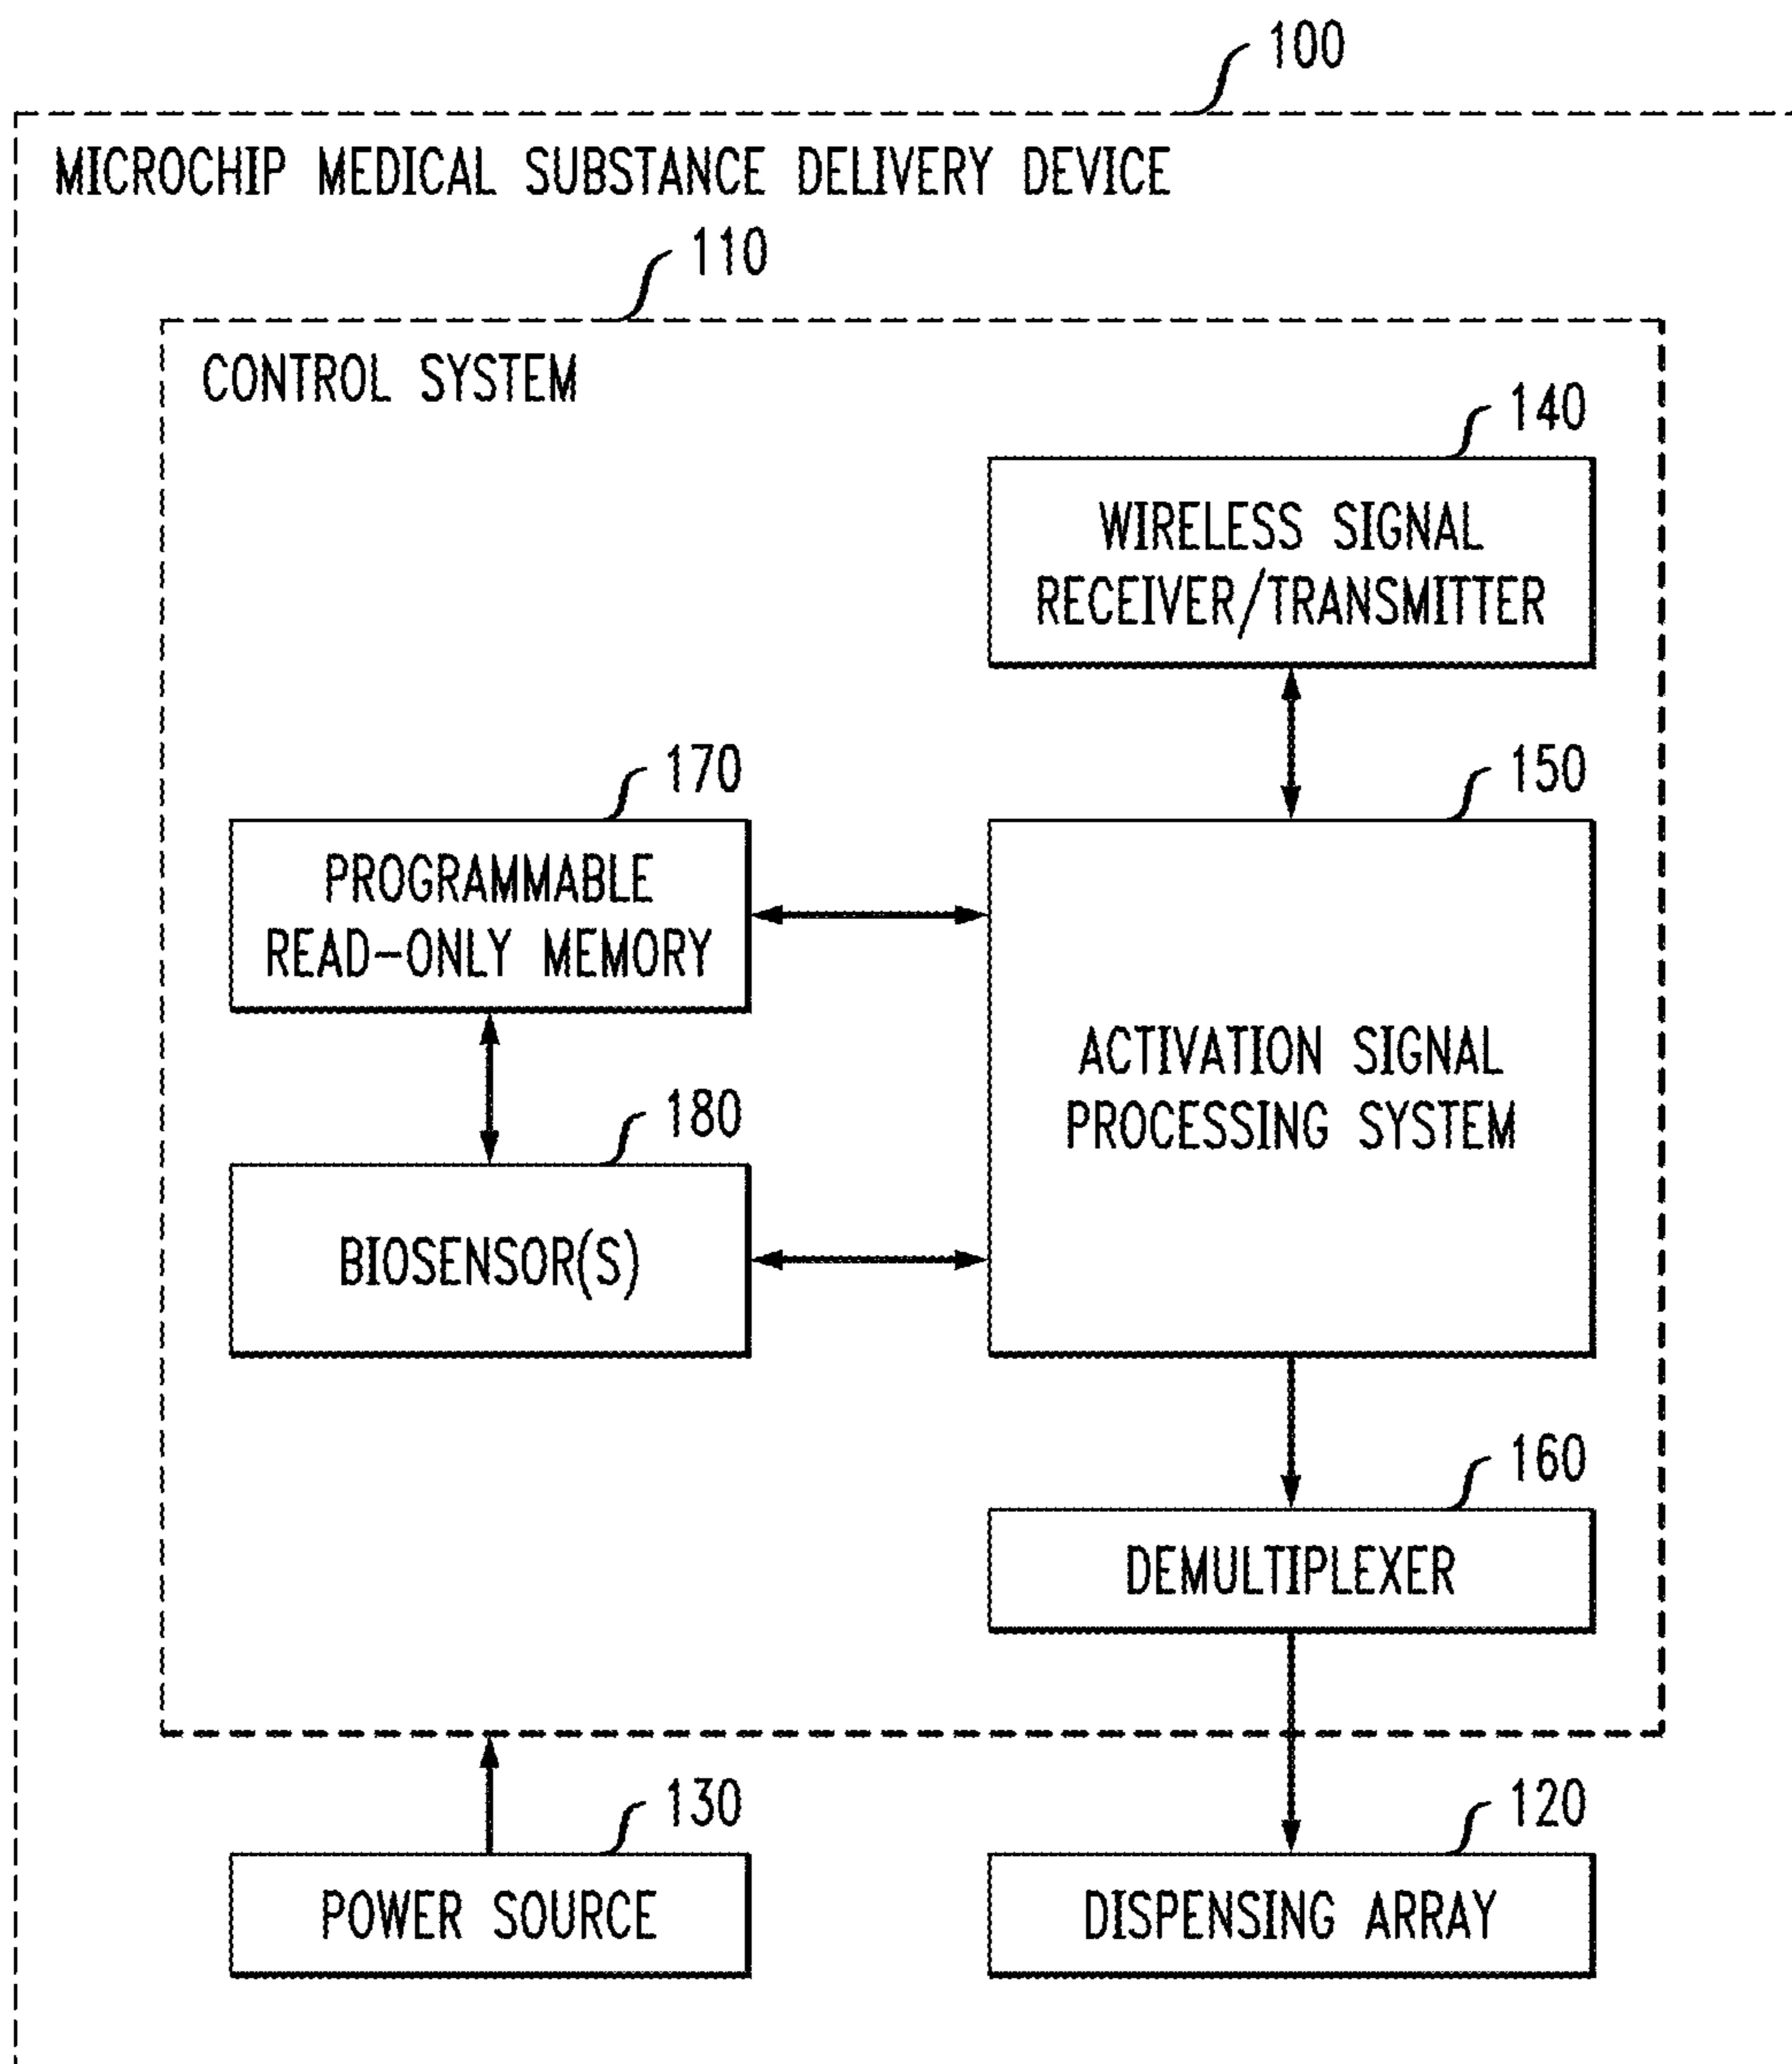 100
MICROCHIP MEDICAL SUBSTANCE DELIVERY DEVICE
110
CONTROL SYSTEM
140
WIRELESS SIGNAL
RECEIVER/TRANSMITTER
170
PROGRAMMABLE
READ-ONLY MEMORY
150
ACTIVATION SIGNAL
PROCESSING SYSTEM
180
BIOSENSOR(S)
160
DEMULTIPLEXER
130
POWER SOURCE
120
DISPENSING ARRAY